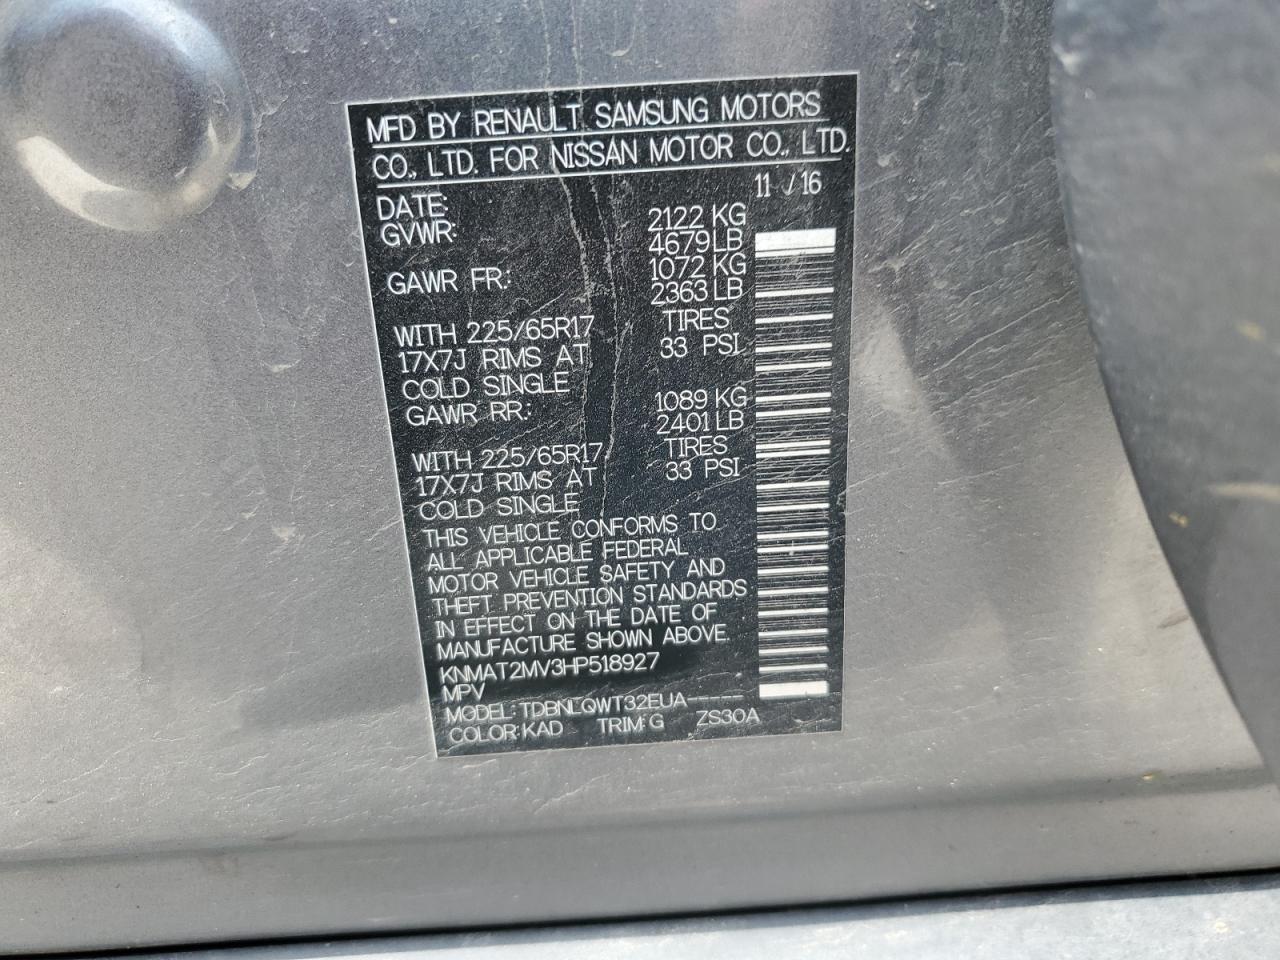 MFD BY RENAULT SAMSUNG MOTORS
CO., LTD. FOR NISSAN MOTOR CO., LTD.
DATE: 11 / 16
GVWR: 2122 KG
4679 LB
GAWR FR: 1072 KG
2363 LB
WITH 225/65R17 TIRES
17X7J RIMS AT 33 PSI
COLD SINGLE
GAWR RR: 1089 KG
2401 LB
WITH 225/65R17 TIRES
17X7J RIMS AT 33 PSI
COLD SINGLE
THIS VEHICLE CONFORMS TO
ALL APPLICABLE FEDERAL
MOTOR VEHICLE SAFETY AND
THEFT PREVENTION STANDARDS
IN EFFECT ON THE DATE OF
MANUFACTURE SHOWN ABOVE.
KNMAT2MV3HP518927
MPV
MODEL: TDBNLQWT32EUA-----
COLOR: KAD TRIM: G ZS30A